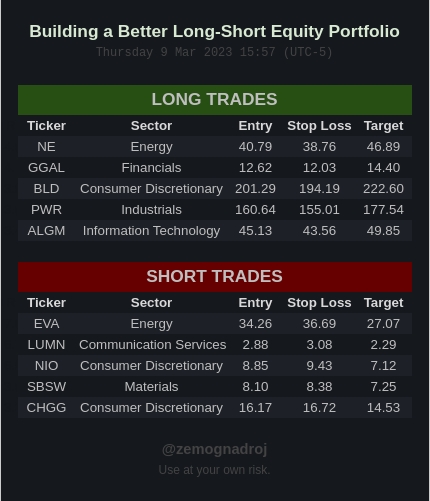 Building a Better Long-Short Equity Portfolio
Thursday 9 Mar 2023 15:57 (UTC-5)
LONG TRADES
Ticker Sector Entry Stop Loss Target
NE Energy 40.79 38.76 46.89
GGAL Financials 12.62 12.03 14.40
BLD Consumer Discretionary 201.29 194.19 222.60
PWR Industrials 160.64 155.01 177.54
ALGM Information Technology 45.13 43.56 49.85
SHORT TRADES
Ticker Sector Entry Stop Loss Target
EVA Energy 34.26 36.69 27.07
LUMN Communication Services 2.88 3.08 2.29
NIO Consumer Discretionary 8.85 9.43 7.12
SBSW Materials 8.10 8.38 7.25
CHGG Consumer Discretionary 16.17 16.72 14.53
@zemognadroj
Use at your own risk.